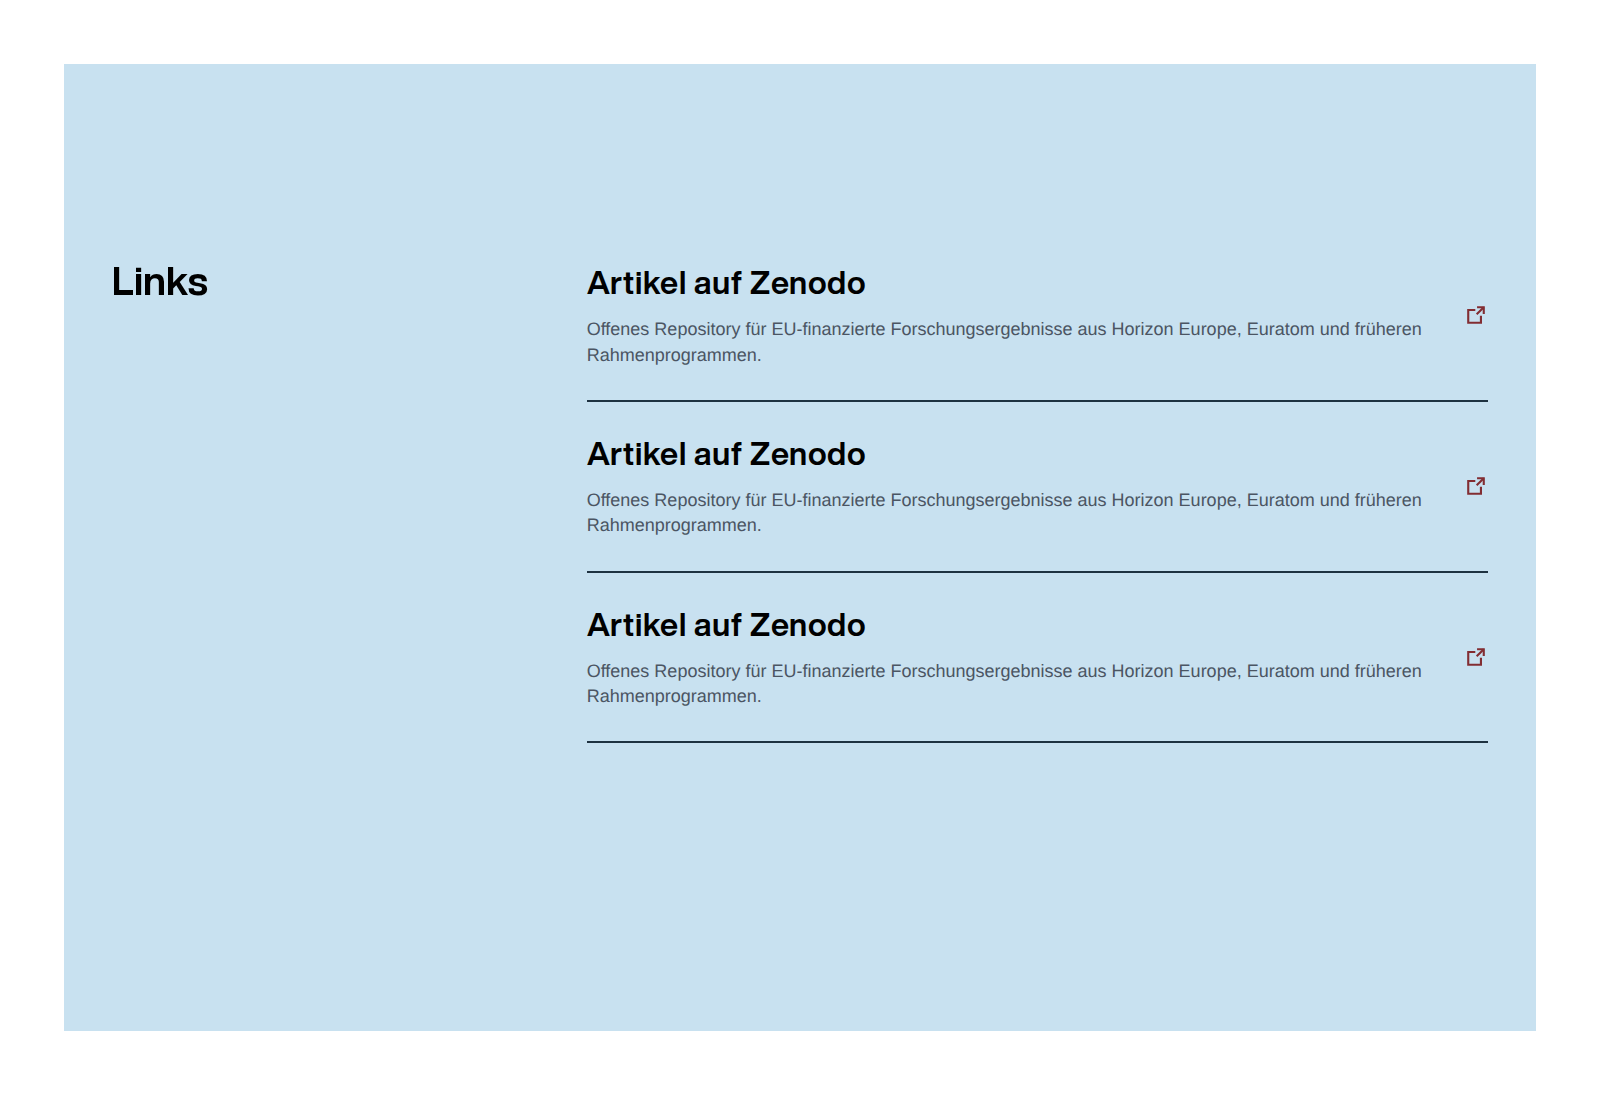 Links
Artikel auf Zenodo
Offenes Repository für EU-finanzierte Forschungsergebnisse aus Horizon Europe, Euratom und früheren
Rahmenprogrammen.
Artikel auf Zenodo
Offenes Repository für EU-finanzierte Forschungsergebnisse aus Horizon Europe, Euratom und früheren
Rahmenprogrammen.
Artikel auf Zenodo
Offenes Repository für EU-finanzierte Forschungsergebnisse aus Horizon Europe, Euratom und früheren
Rahmenprogrammen.